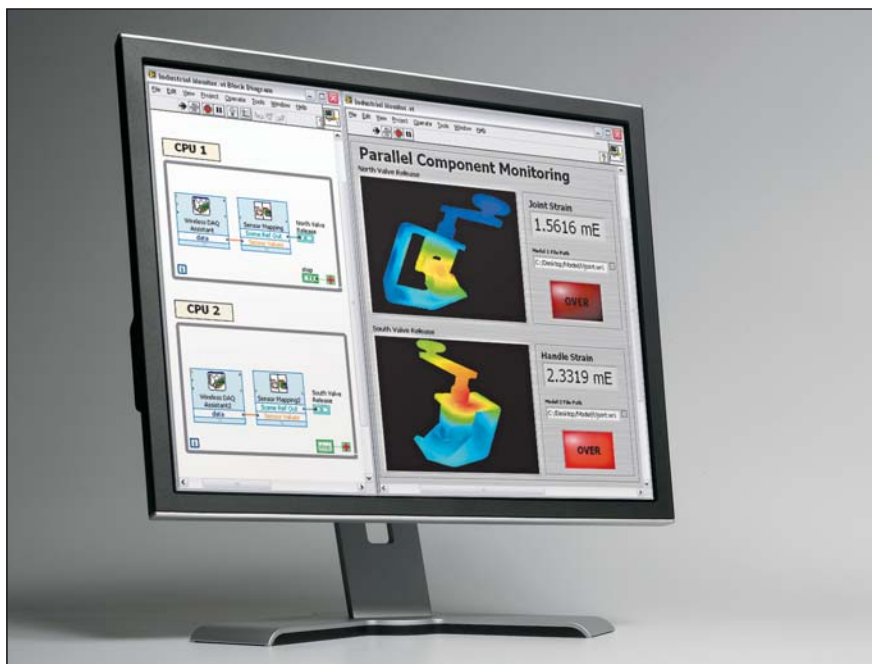 Industrial Monitor.vi Block Diagram
File Edit View Project Operate Tools Window Help
CPU 1
Wireless DAQ
Assistant
data
Sensor Mapping
Scene Ref Out
Sensor Values
North Valve
Release
stop
CPU 2
Wireless DAQ
Assistant2
data
Sensor Mapping2
Scene Ref Out
Sensor Values
South Valve
Release
stop
Industrial Monitor.vi
File Edit View Project Operate Tools Window Help
Parallel Component Monitoring
North Valve Release
Joint Strain
1.5616 mE
Model 1 File Path
OVER
South Valve Release
Handle Strain
2.3319 mE
Model 2 File Path
OVER